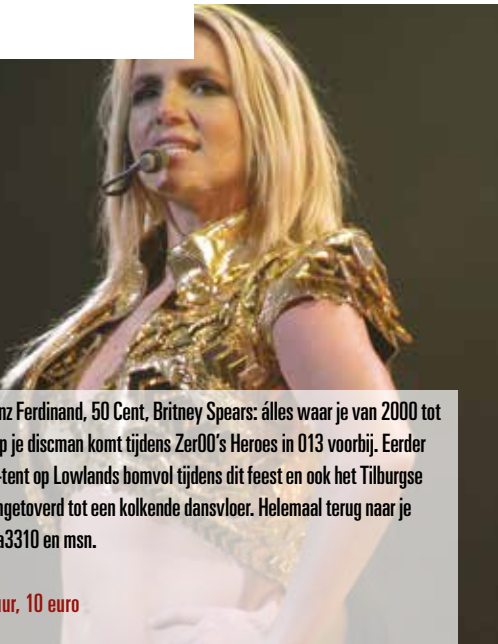 nz Ferdinand, 50 Cent, Britney Spears: álles waar je van 2000 tot
p je discman komt tijdens Zer00's Heroes in 013 voorbij. Eerder
-tent op Lowlands bomvol tijdens dit feest en ook het Tilburgse
ngetoverd tot een kolkende dansvloer. Helemaal terug naar je
a3310 en msn.
uur, 10 euro